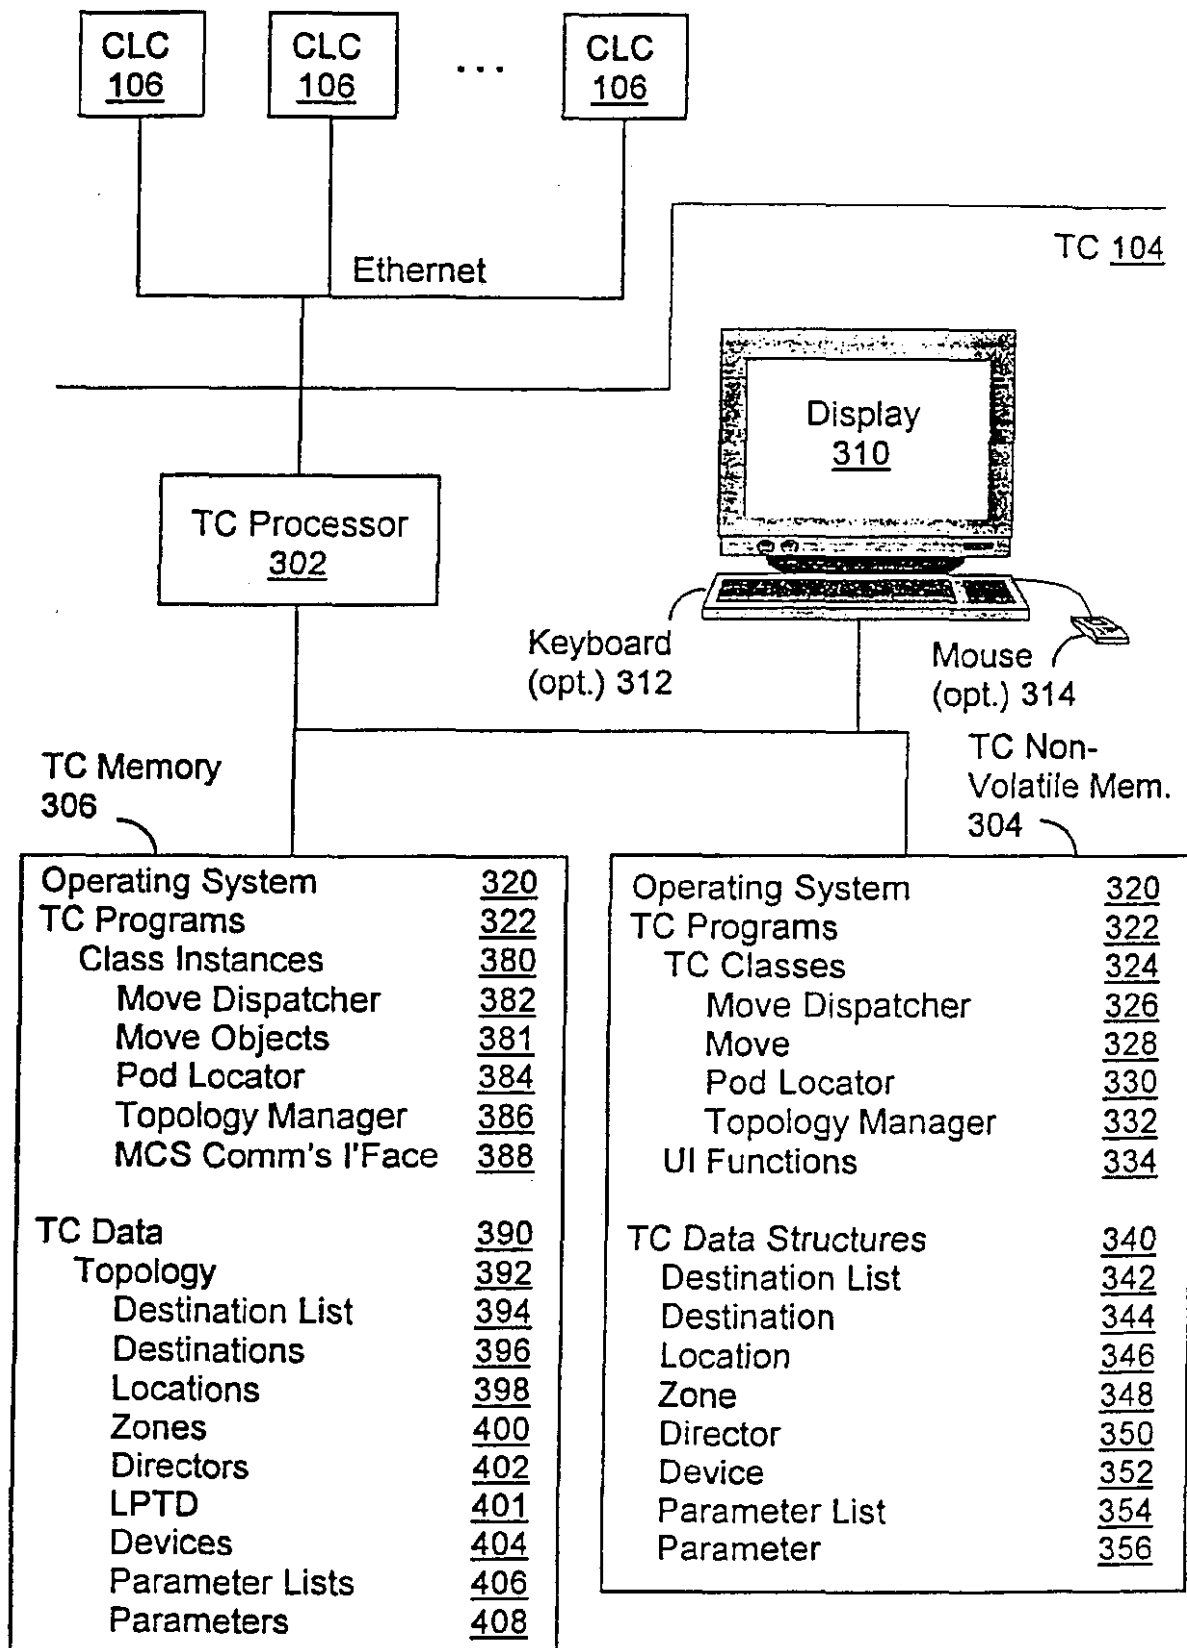 CLC CLC ... CLC
106 106 106
TC 104
Ethernet
Display
310
TC Processor
302
Keyboard
(opt.) 312
Mouse
(opt.) 314
TC Memory
306
TC Non-
Volatile Mem.
304
Operating System 320
TC Programs 322
Class Instances 380
Move Dispatcher 382
Move Objects 381
Pod Locator 384
Topology Manager 386
MCS Comm's I'Face 388
TC Data 390
Topology 392
Destination List 394
Destinations 396
Locations 398
Zones 400
Directors 402
LPTD 401
Devices 404
Parameter Lists 406
Parameters 408
Operating System 320
TC Programs 322
TC Classes 324
Move Dispatcher 326
Move 328
Pod Locator 330
Topology Manager 332
UI Functions 334
TC Data Structures 340
Destination List 342
Destination 344
Location 346
Zone 348
Director 350
Device 352
Parameter List 354
Parameter 356